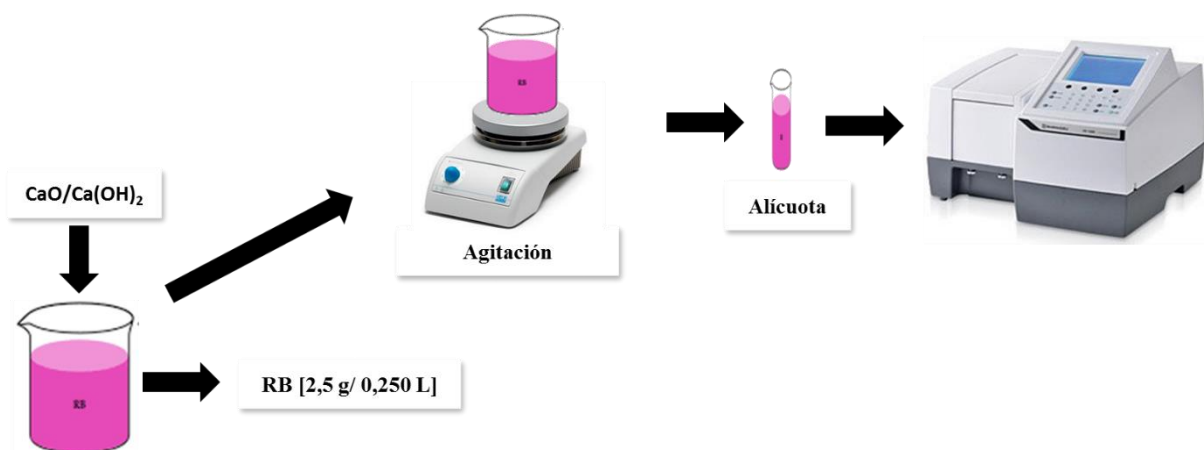 CaO/Ca(OH)₂
RB
RB [2,5 g/ 0,250 L]
RB
Agitación
Alícuota